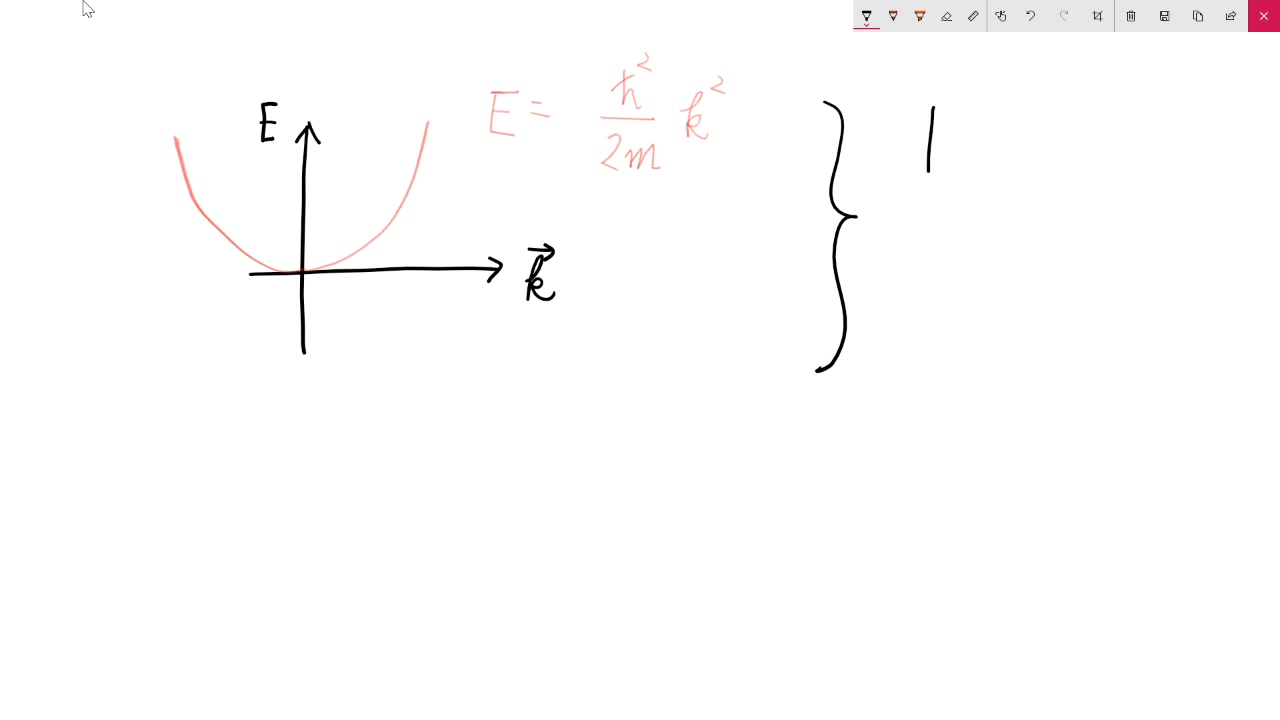 E
E = ħ²/2m k²
k⃗